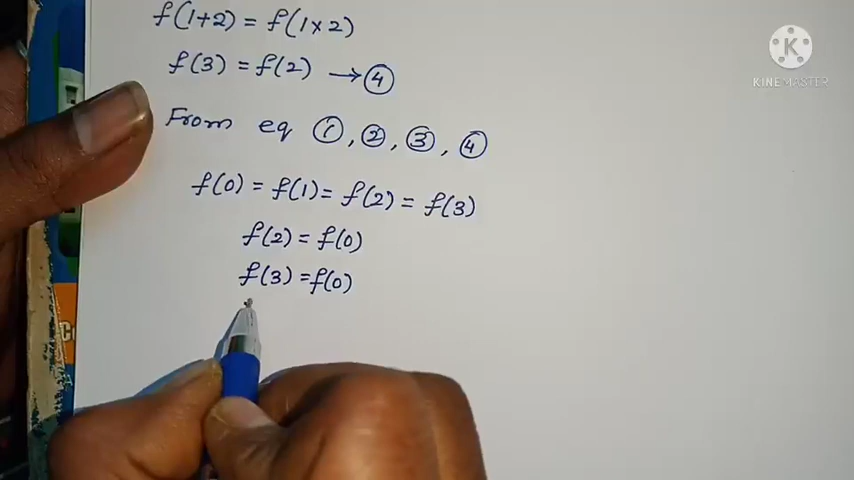 f(1+2) = f(1×2)
f(3) = f(2) → ④
From eq ①, ②, ③, ④
f(0) = f(1) = f(2) = f(3)
f(2) = f(0)
f(3) = f(0)
KINEMASTER